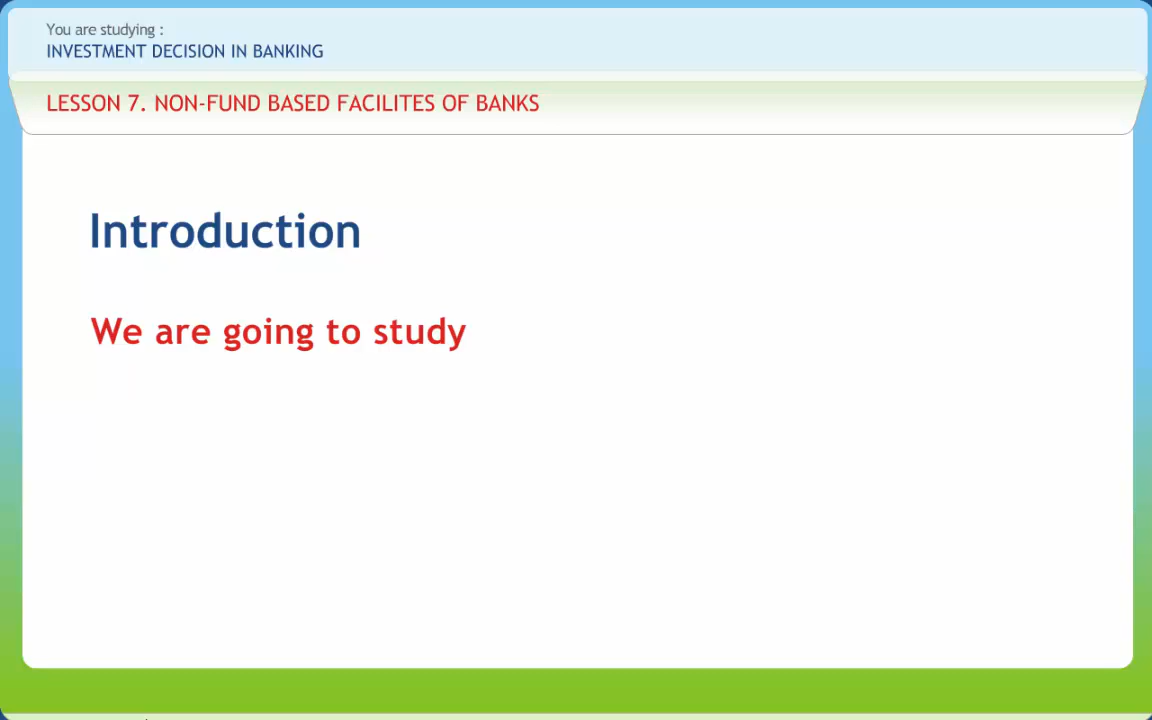 You are studying :
INVESTMENT DECISION IN BANKING
LESSON 7. NON-FUND BASED FACILITES OF BANKS
Introduction
We are going to study